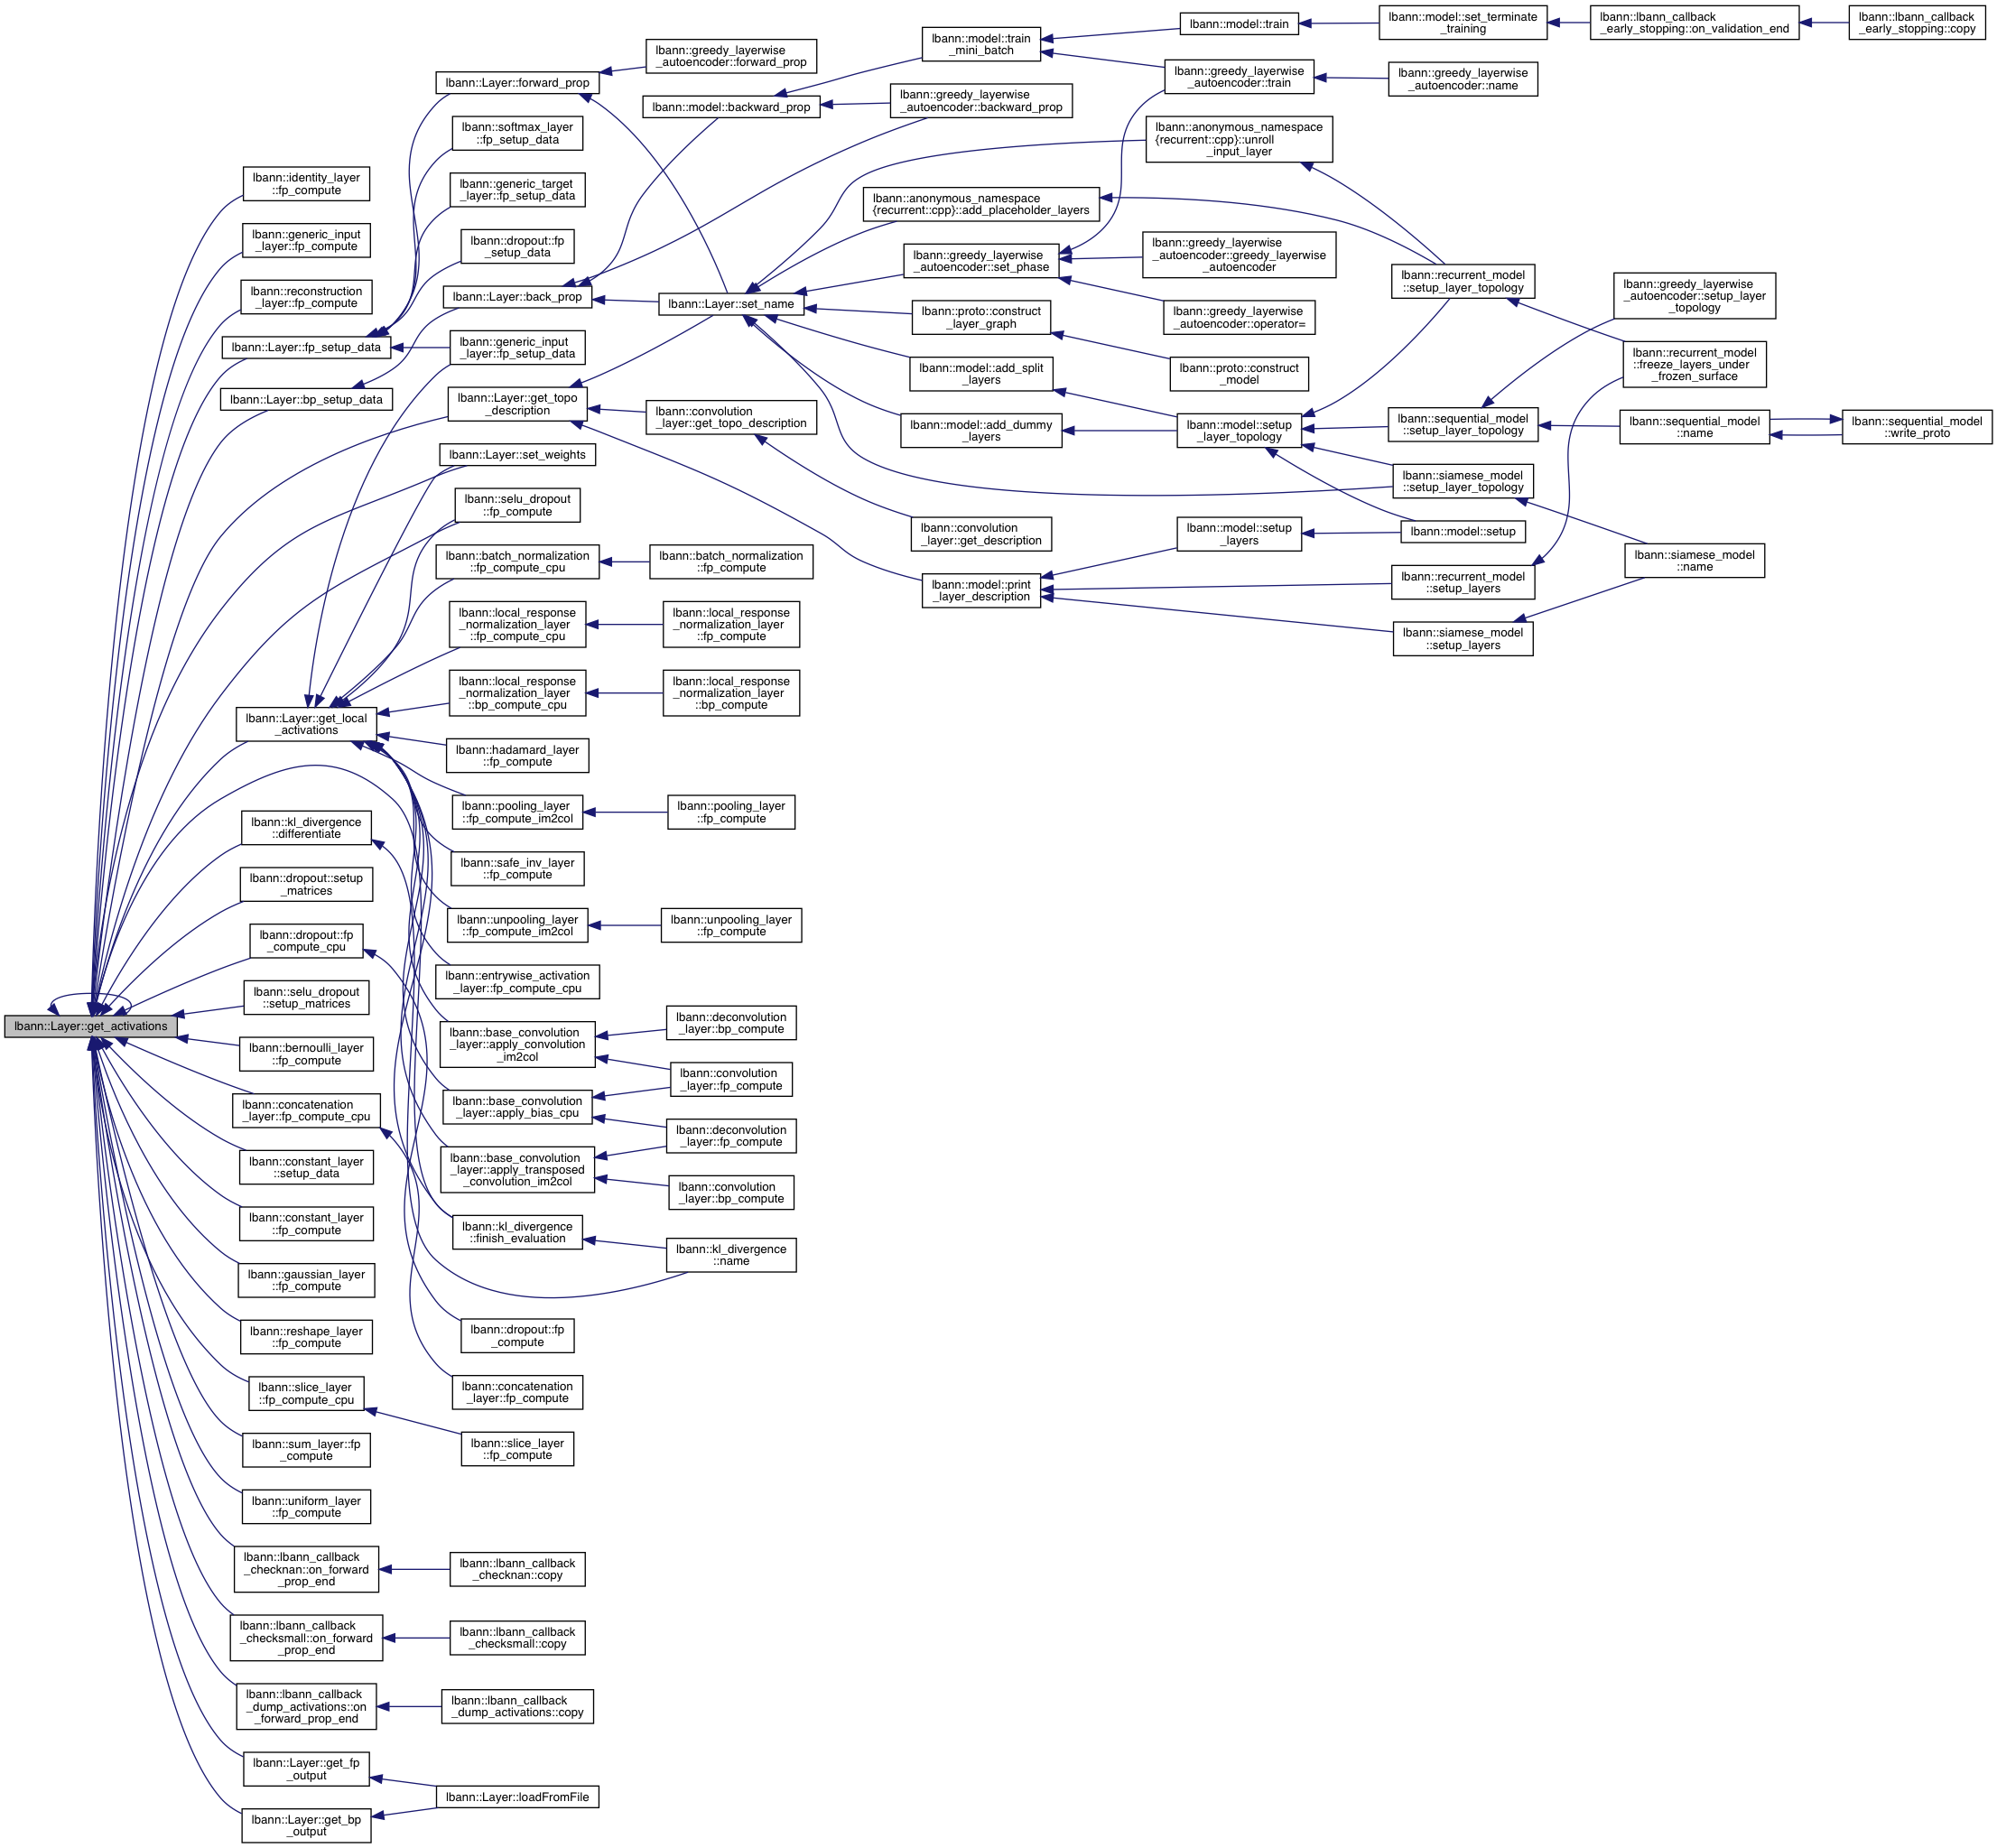 lbann::Layer::get_activations
lbann::identity_layer
::fp_compute
lbann::generic_input
_layer::fp_compute
lbann::reconstruction
_layer::fp_compute
lbann::Layer::fp_setup_data
lbann::Layer::bp_setup_data
lbann::Layer::get_local
_activations
lbann::kl_divergence
::differentiate
lbann::dropout::setup
_matrices
lbann::dropout::fp
_compute_cpu
lbann::selu_dropout
::setup_matrices
lbann::bernoulli_layer
::fp_compute
lbann::concatenation
_layer::fp_compute_cpu
lbann::constant_layer
::setup_data
lbann::constant_layer
::fp_compute
lbann::gaussian_layer
::fp_compute
lbann::reshape_layer
::fp_compute
lbann::slice_layer
::fp_compute_cpu
lbann::sum_layer::fp
_compute
lbann::uniform_layer
::fp_compute
lbann::lbann_callback
_checknan::on_forward
_prop_end
lbann::lbann_callback
_checksmall::on_forward
_prop_end
lbann::lbann_callback
_dump_activations::on
_forward_prop_end
lbann::Layer::get_fp
_output
lbann::Layer::get_bp
_output
lbann::Layer::forward_prop
lbann::softmax_layer
::fp_setup_data
lbann::generic_target
_layer::fp_setup_data
lbann::dropout::fp
_setup_data
lbann::Layer::back_prop
lbann::generic_input
_layer::fp_setup_data
lbann::Layer::get_topo
_description
lbann::Layer::set_weights
lbann::selu_dropout
::fp_compute
lbann::batch_normalization
::fp_compute_cpu
lbann::local_response
_normalization_layer
::fp_compute_cpu
lbann::local_response
_normalization_layer
::bp_compute_cpu
lbann::hadamard_layer
::fp_compute
lbann::pooling_layer
::fp_compute_im2col
lbann::safe_inv_layer
::fp_compute
lbann::unpooling_layer
::fp_compute_im2col
lbann::entrywise_activation
_layer::fp_compute_cpu
lbann::base_convolution
_layer::apply_convolution
_im2col
lbann::base_convolution
_layer::apply_bias_cpu
lbann::base_convolution
_layer::apply_transposed
_convolution_im2col
lbann::kl_divergence
::finish_evaluation
lbann::dropout::fp
_compute
lbann::concatenation
_layer::fp_compute
lbann::slice_layer
::fp_compute
lbann::lbann_callback
_checknan::copy
lbann::lbann_callback
_checksmall::copy
lbann::lbann_callback
_dump_activations::copy
lbann::Layer::loadFromFile
lbann::greedy_layerwise
_autoencoder::forward_prop
lbann::model::backward_prop
lbann::Layer::set_name
lbann::convolution
_layer::get_topo_description
lbann::batch_normalization
::fp_compute
lbann::local_response
_normalization_layer
::fp_compute
lbann::local_response
_normalization_layer
::bp_compute
lbann::pooling_layer
::fp_compute
lbann::unpooling_layer
::fp_compute
lbann::deconvolution
_layer::bp_compute
lbann::convolution
_layer::fp_compute
lbann::deconvolution
_layer::fp_compute
lbann::convolution
_layer::bp_compute
lbann::kl_divergence
::name
lbann::model::train
_mini_batch
lbann::greedy_layerwise
_autoencoder::backward_prop
lbann::anonymous_namespace
{recurrent::cpp}::add_placeholder_layers
lbann::greedy_layerwise
_autoencoder::set_phase
lbann::proto::construct
_layer_graph
lbann::model::add_split
_layers
lbann::model::add_dummy
_layers
lbann::convolution
_layer::get_description
lbann::model::print
_layer_description
lbann::model::train
lbann::greedy_layerwise
_autoencoder::train
lbann::anonymous_namespace
{recurrent::cpp}::unroll
_input_layer
lbann::greedy_layerwise
_autoencoder::greedy_layerwise
_autoencoder
lbann::greedy_layerwise
_autoencoder::operator=
lbann::proto::construct
_model
lbann::model::setup
_layer_topology
lbann::model::setup
_layers
lbann::model::set_terminate
_training
lbann::greedy_layerwise
_autoencoder::name
lbann::recurrent_model
::setup_layer_topology
lbann::sequential_model
::setup_layer_topology
lbann::siamese_model
::setup_layer_topology
lbann::model::setup
lbann::recurrent_model
::setup_layers
lbann::siamese_model
::setup_layers
lbann::lbann_callback
_early_stopping::on_validation_end
lbann::greedy_layerwise
_autoencoder::setup_layer
_topology
lbann::recurrent_model
::freeze_layers_under
_frozen_surface
lbann::sequential_model
::name
lbann::siamese_model
::name
lbann::lbann_callback
_early_stopping::copy
lbann::sequential_model
::write_proto